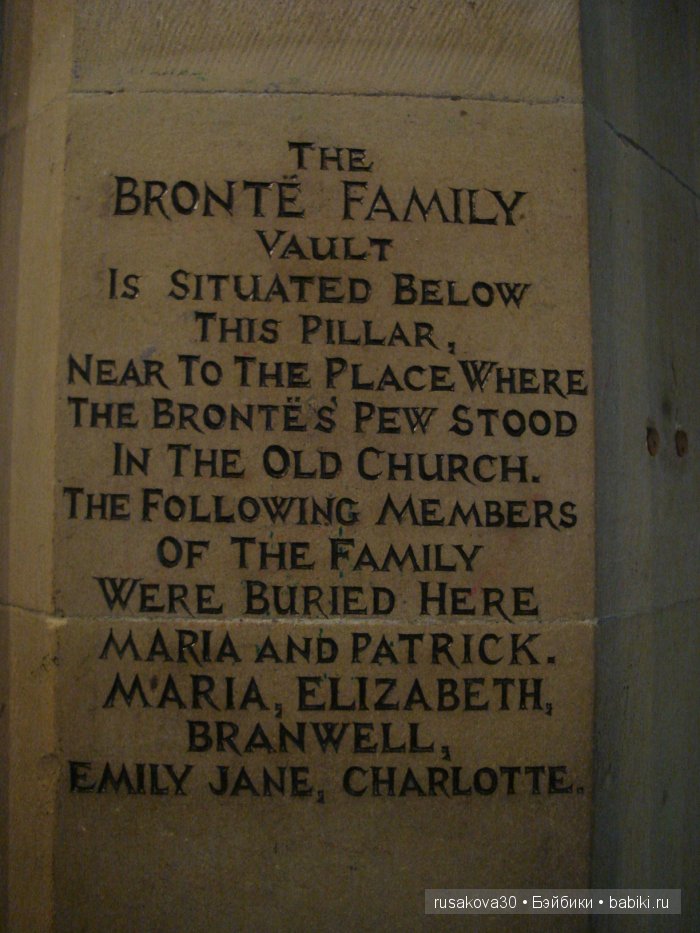 THE
BRONTË FAMILY
VAULT
IS SITUATED BELOW
THIS PILLAR,
NEAR TO THE PLACE WHERE
THE BRONTËS' PEW STOOD
IN THE OLD CHURCH.
THE FOLLOWING MEMBERS
OF THE FAMILY
WERE BURIED HERE
MARIA AND PATRICK.
MARIA, ELIZABETH,
BRANWELL,
EMILY JANE, CHARLOTTE.
rusakova30 • Бэйбики • babiki.ru